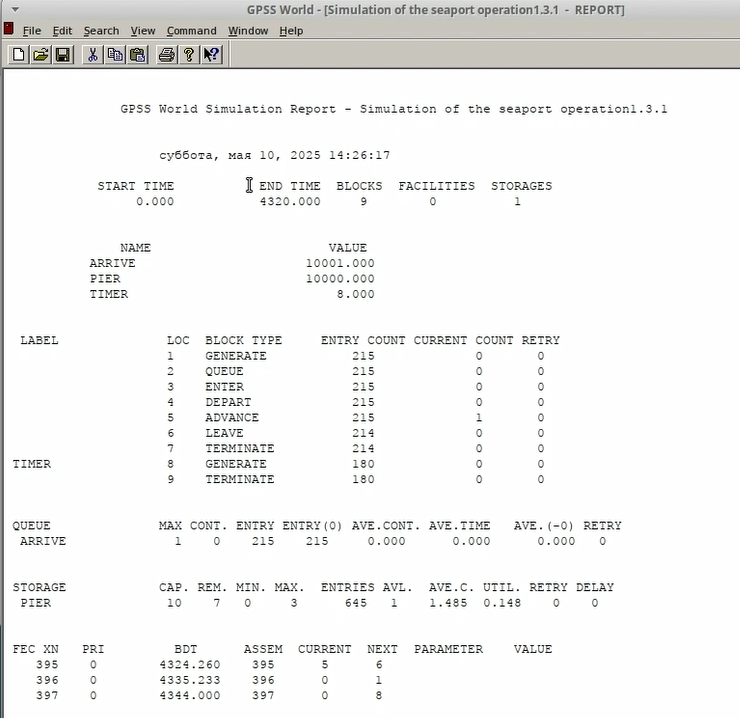 GPSS World - [Simulation of the seaport operation1.3.1 - REPORT]
File Edit Search View Command Window Help
GPSS World Simulation Report - Simulation of the seaport operation1.3.1
суббота, мая 10, 2025 14:26:17
START TIME END TIME BLOCKS FACILITIES STORAGES
0.000 4320.000 9 0 1
NAME VALUE
ARRIVE 10001.000
PIER 10000.000
TIMER 8.000
LABEL LOC BLOCK TYPE ENTRY COUNT CURRENT COUNT RETRY
1 GENERATE 215 0 0
2 QUEUE 215 0 0
3 ENTER 215 0 0
4 DEPART 215 0 0
5 ADVANCE 215 1 0
6 LEAVE 214 0 0
7 TERMINATE 214 0 0
TIMER 8 GENERATE 180 0 0
9 TERMINATE 180 0 0
QUEUE MAX CONT. ENTRY ENTRY(0) AVE.CONT. AVE.TIME AVE.(-0) RETRY
ARRIVE 1 0 215 215 0.000 0.000 0.000 0
STORAGE CAP. REM. MIN. MAX. ENTRIES AVL. AVE.C. UTIL. RETRY DELAY
PIER 10 7 0 3 645 1 1.485 0.148 0 0
FEC XN PRI BDT ASSEM CURRENT NEXT PARAMETER VALUE
395 0 4324.260 395 5 6
396 0 4335.233 396 0 1
397 0 4344.000 397 0 8